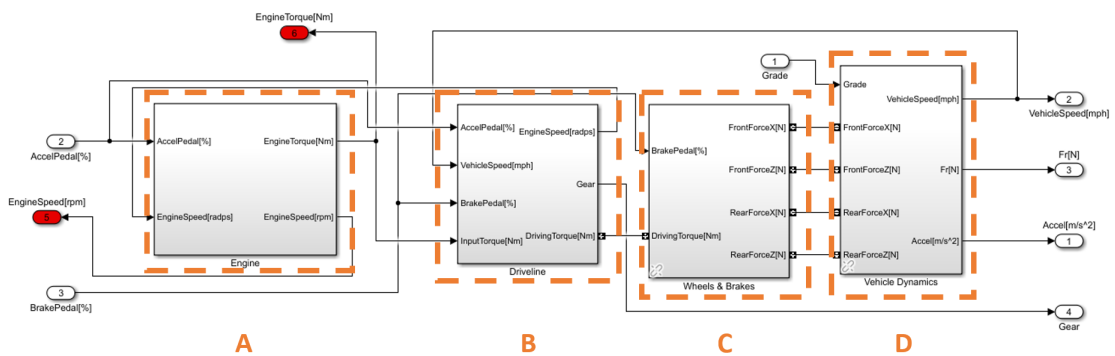 EngineTorque[Nm]
6
1
Grade
Grade
VehicleSpeed[mph]
2
VehicleSpeed[mph]
2
AccelPedal[%]
AccelPedal[%]
EngineTorque[Nm]
EngineSpeed[radps]
EngineSpeed[rpm]
Engine
EngineSpeed[rpm]
5
3
BrakePedal[%]
AccelPedal[%]
EngineSpeed[radps]
VehicleSpeed[mph]
Gear
BrakePedal[%]
InputTorque[Nm]
DrivingTorque[Nm]
Driveline
BrakePedal[%]
FrontForceX[N]
FrontForceZ[N]
RearForceX[N]
DrivingTorque[Nm]
RearForceZ[N]
Wheels & Brakes
FrontForceX[N]
FrontForceZ[N]
Fr[N]
RearForceX[N]
Accel[m/s^2]
RearForceZ[N]
Vehicle Dynamics
Fr[N]
3
Accel[m/s^2]
1
4
Gear
A
B
C
D